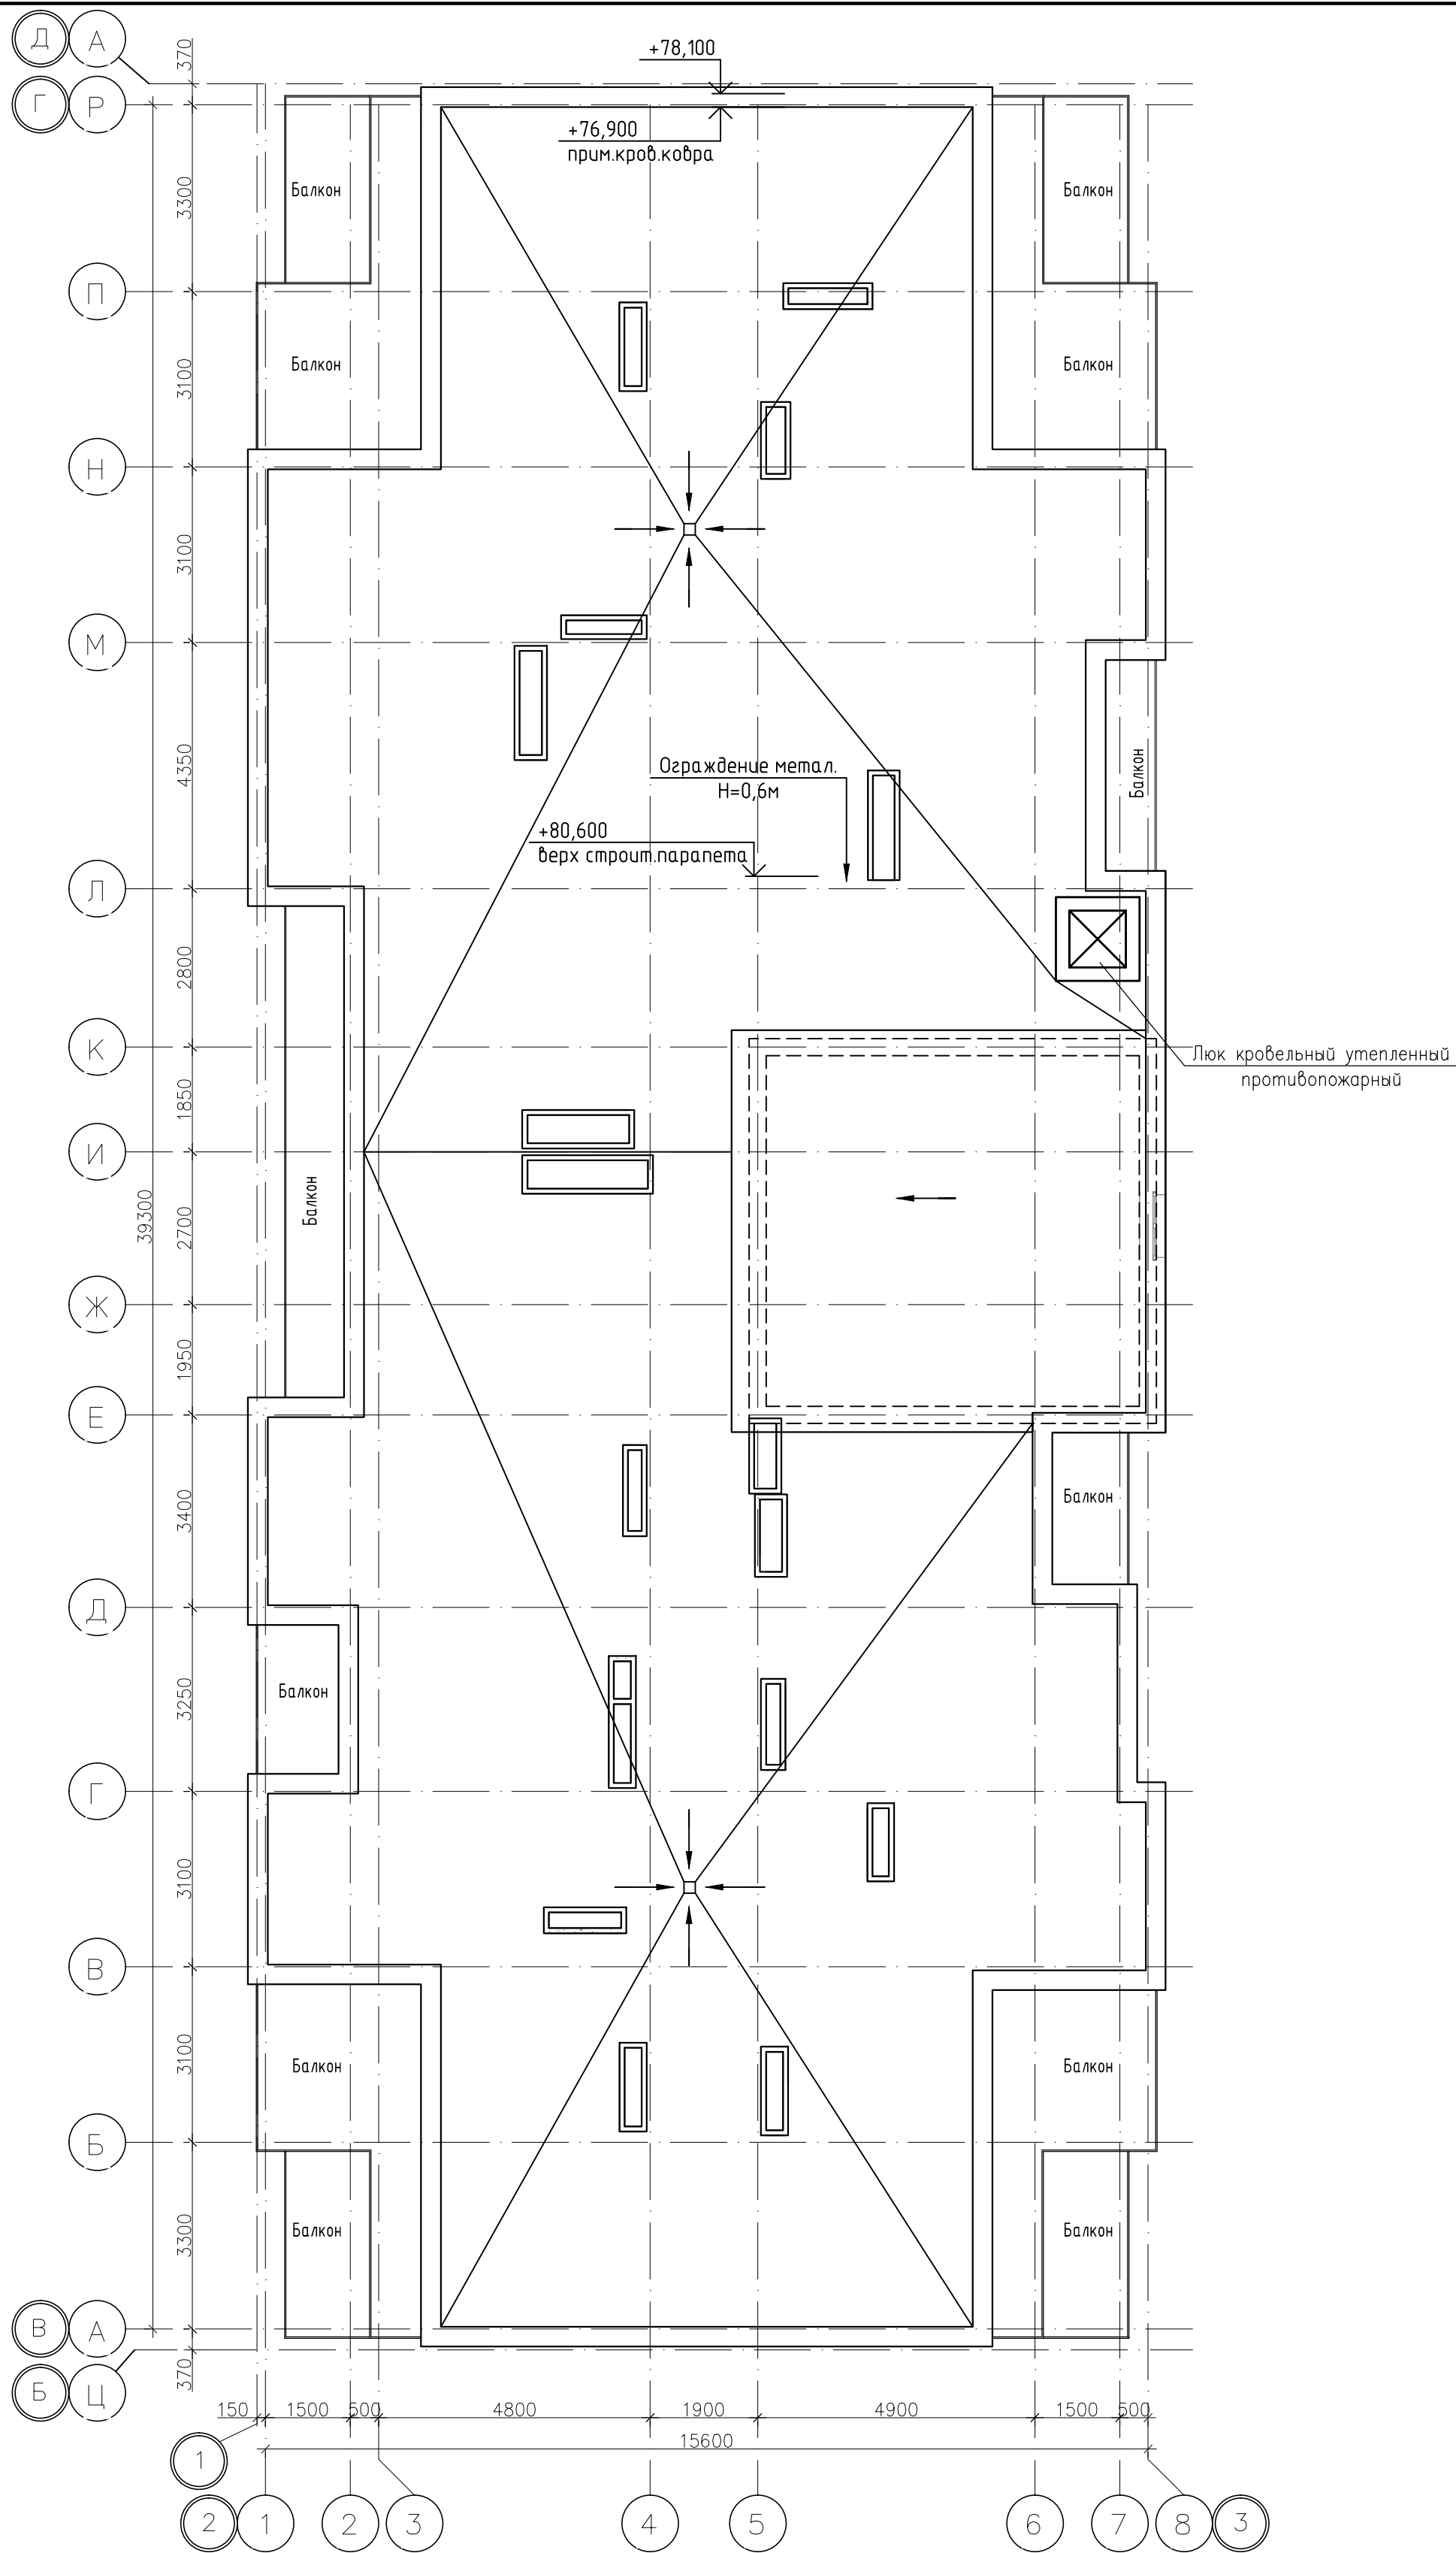 Д А
370
+78,100
Г Р
+76,900
прим.кров.ковра
3300
Балкон
Балкон
П
3100
Балкон
Балкон
Н
3100
М
4350
Ограждение метал.
Н=0,6м
Балкон
+80,600
верх строит.парапета
Л
2800
К
Люк кровельный утепленный
противопожарный
1850
И
39300
2700
Балкон
Ж
1950
Е
3400
Балкон
Д
3250
Балкон
Г
3100
В
3100
Балкон
Балкон
Б
3300
Балкон
Балкон
В А
370
Б Ц
150 1500 500 4800 1900 4900 1500 500
15600
1
2 1 2 3 4 5 6 7 8 3